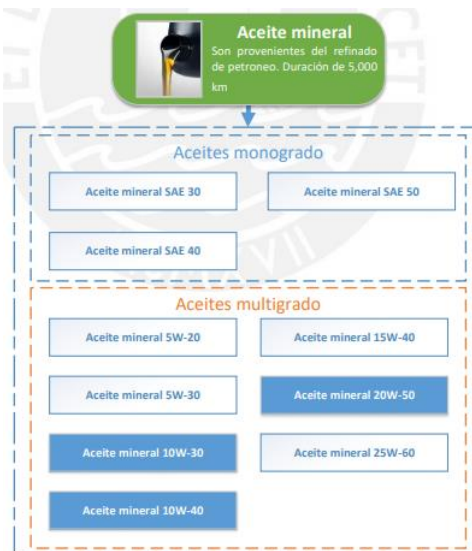 Aceite mineral
Son provenientes del refinado
de petroneo. Duración de 5,000
km
Aceites monogrado
Aceite mineral SAE 30
Aceite mineral SAE 50
Aceite mineral SAE 40
Aceites multigrado
Aceite mineral 5W-20
Aceite mineral 15W-40
Aceite mineral 5W-30
Aceite mineral 20W-50
Aceite mineral 10W-30
Aceite mineral 25W-60
Aceite mineral 10W-40